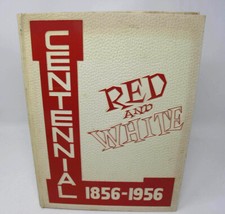 CENTENNIAL
RED
AND
WHITE
1856-1956